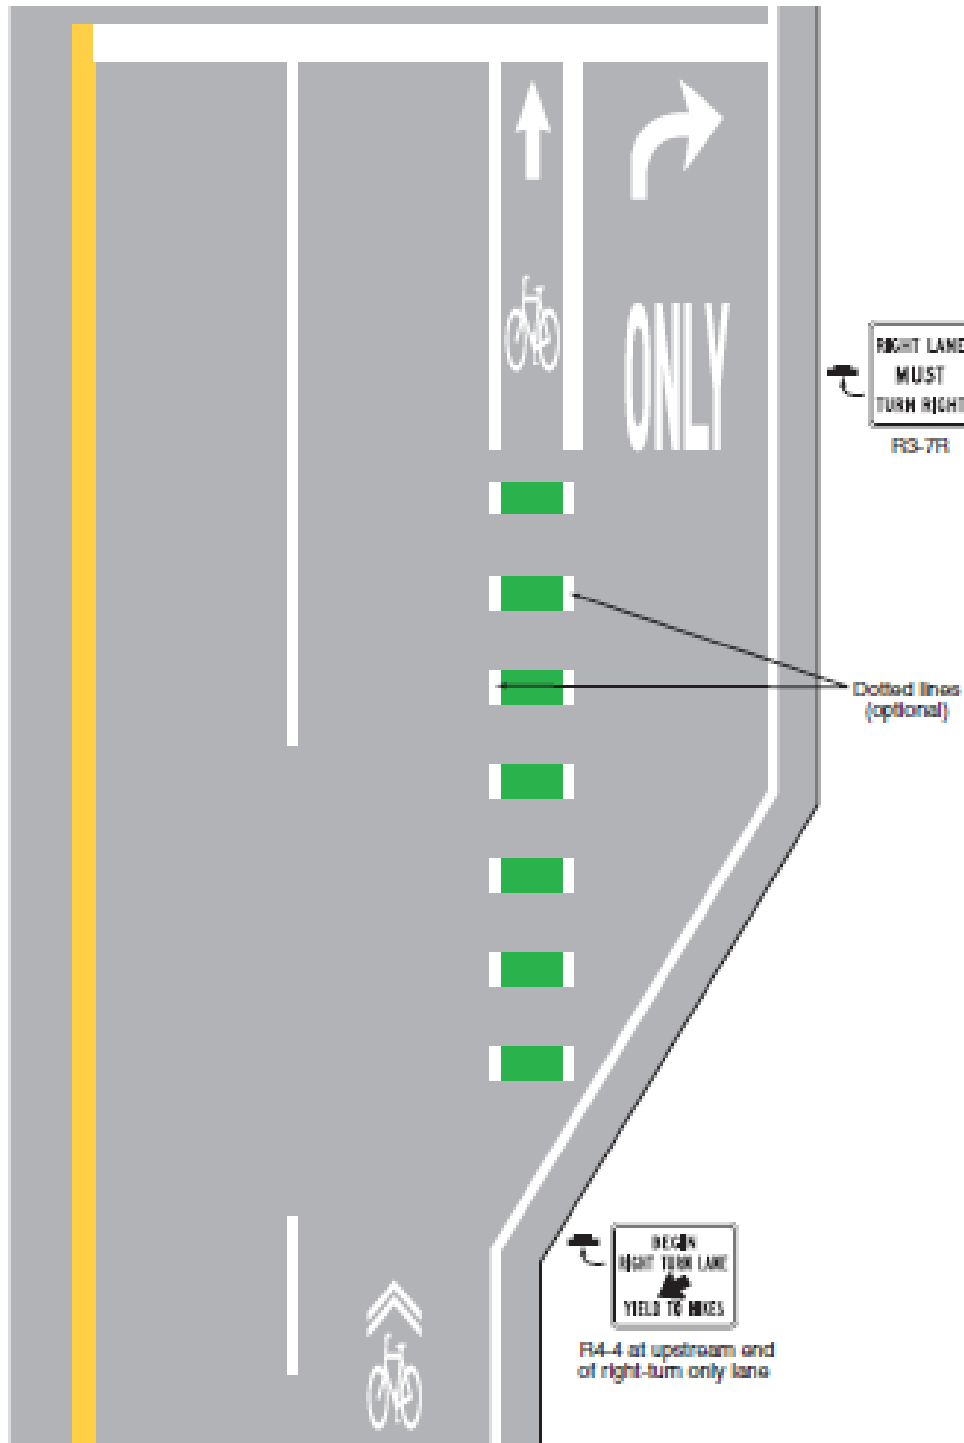 ONLY
RIGHT LANE
MUST
TURN RIGHT
R3-7R
Dotted lines
(optional)
BEGIN
RIGHT TURN LANE
YIELD TO BIKES
R4-4 at upstream end
of right-turn only lane